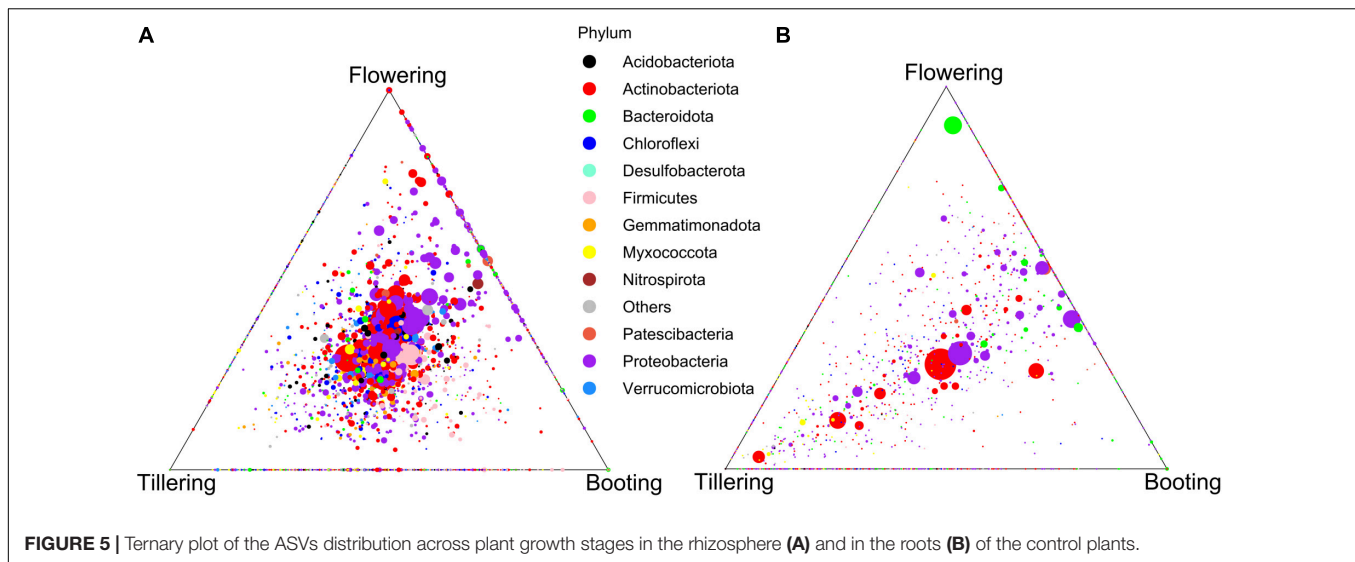 A
Flowering
Tillering
Booting
Phylum
Acidobacteriota
Actinobacteriota
Bacteroidota
Chloroflexi
Desulfobacterota
Firmicutes
Gemmatimonadota
Myxococcota
Nitrospirota
Others
Patescibacteria
Proteobacteria
Verrucomicrobiota
B
Flowering
Tillering
Booting
FIGURE 5 | Ternary plot of the ASVs distribution across plant growth stages in the rhizosphere (A) and in the roots (B) of the control plants.